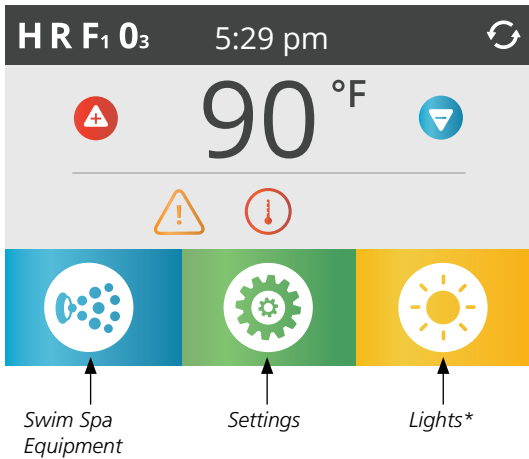 H R F1 03 5:29 pm
90 °F
Swim Spa Equipment
Settings
Lights*